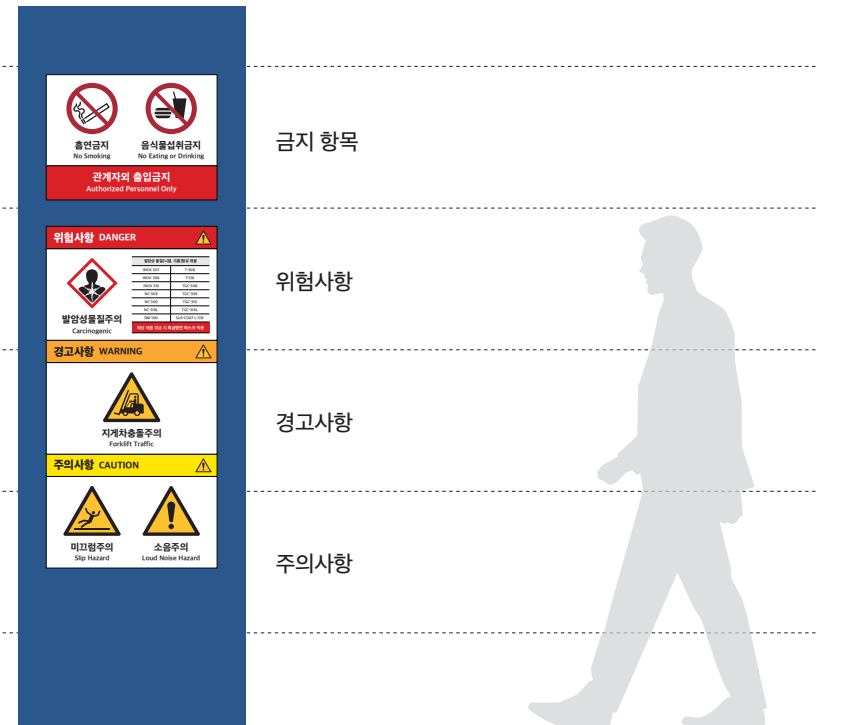 흡연금지
No Smoking
음식물섭취금지
No Eating or Drinking
관계자외 출입금지
Authorized Personnel Only
금지 항목
위험사항 DANGER
발암성물질주의
Carcinogenic
T-308
T-316
위험사항
경고사항 WARNING
지게차충돌주의
Forklift Traffic
경고사항
주의사항 CAUTION
미끄럼주의
Slip Hazard
소음주의
Loud Noise Hazard
주의사항